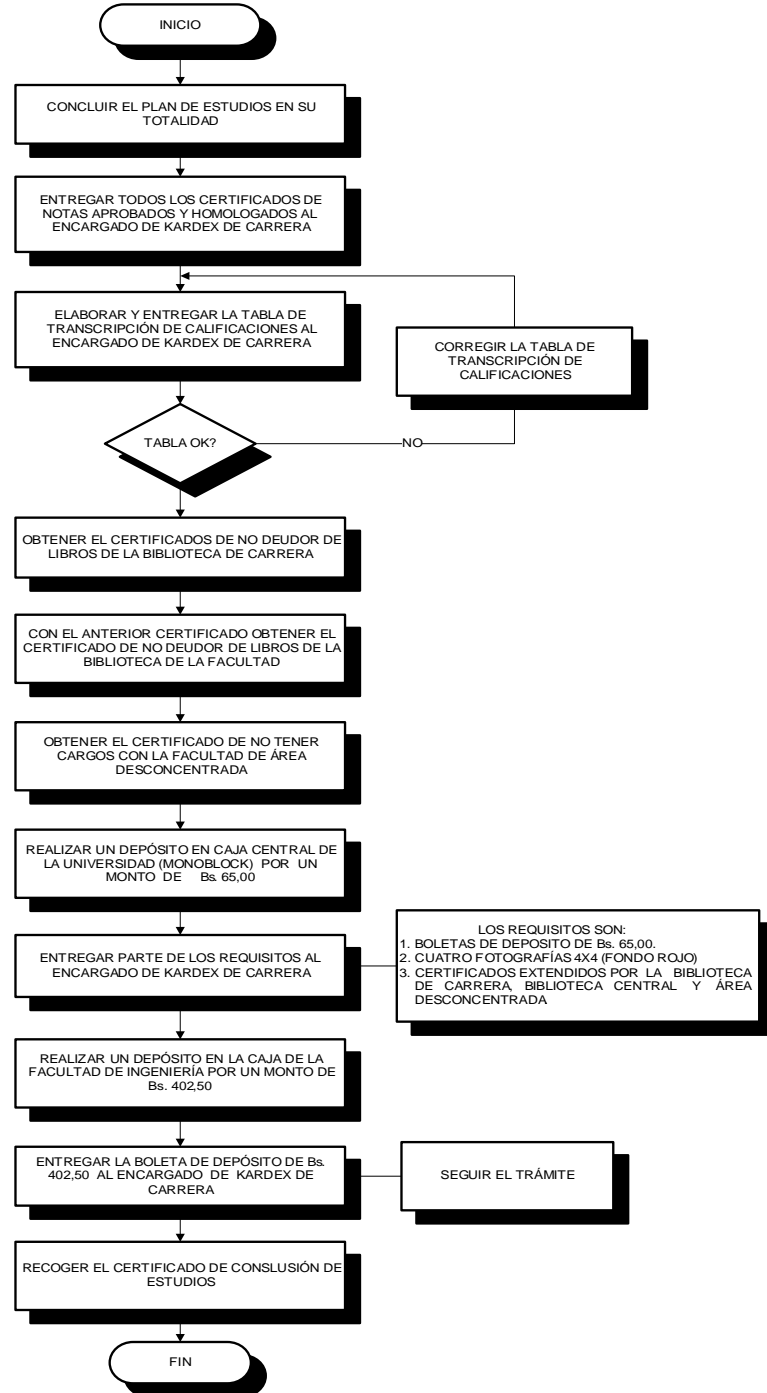 INICIO
CONCLUIR EL PLAN DE ESTUDIOS EN SU
TOTALIDAD
ENTREGAR TODOS LOS CERTIFICADOS DE
NOTAS APROBADOS Y HOMOLOGADOS AL
ENCARGADO DE KARDEX DE CARRERA
ELABORAR Y ENTREGAR LA TABLA DE
TRANSCRIPCIÓN DE CALIFICACIONES AL
ENCARGADO DE KARDEX DE CARRERA
CORREGIR LA TABLA DE
TRANSCRIPCIÓN DE
CALIFICACIONES
TABLA OK?
NO
OBTENER EL CERTIFICADOS DE NO DEUDOR DE
LIBROS DE LA BIBLIOTECA DE CARRERA
CON EL ANTERIOR CERTIFICADO OBTENER EL
CERTIFICADO DE NO DEUDOR DE LIBROS DE LA
BIBLIOTECA DE LA FACULTAD
OBTENER EL CERTIFICADO DE NO TENER
CARGOS CON LA FACULTAD DE ÁREA
DESCONCENTRADA
REALIZAR UN DEPÓSITO EN CAJA CENTRAL DE
LA UNIVERSIDAD (MONOBLOCK) POR UN
MONTO DE Bs. 65,00
ENTREGAR PARTE DE LOS REQUISITOS AL
ENCARGADO DE KARDEX DE CARRERA
LOS REQUISITOS SON:
1. BOLETAS DE DEPOSITO DE Bs. 65,00.
2. CUATRO FOTOGRAFÍAS 4X4 (FONDO ROJO)
3. CERTIFICADOS EXTENDIDOS POR LA BIBLIOTECA
DE CARRERA, BIBLIOTECA CENTRAL Y ÁREA
DESCONCENTRADA
REALIZAR UN DEPÓSITO EN LA CAJA DE LA
FACULTAD DE INGENIERÍA POR UN MONTO DE
Bs. 402,50
ENTREGAR LA BOLETA DE DEPÓSITO DE Bs.
402,50 AL ENCARGADO DE KARDEX DE
CARRERA
SEGUIR EL TRÁMITE
RECOGER EL CERTIFICADO DE CONSLUSIÓN DE
ESTUDIOS
FIN